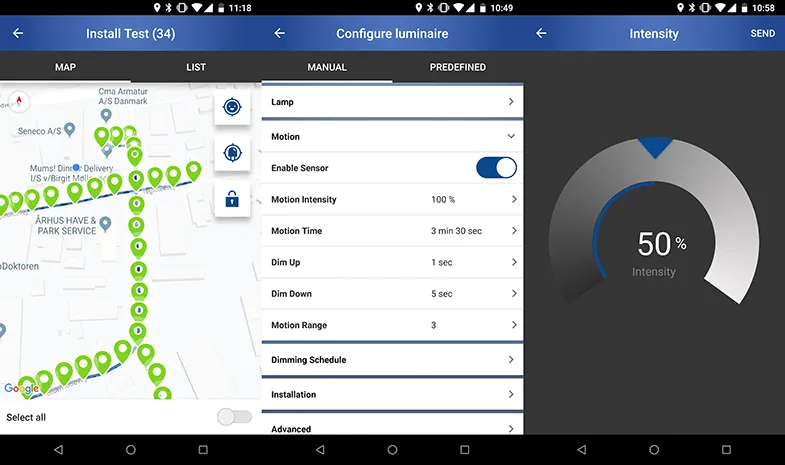 11:18
Install Test (34)
MAP
LIST
Cma Armatur
A/S Danmark
Seneco A/S
Mums! Dinner Delivery
I/S v/Birgit
ÅRHUS HAVE &
PARK SERVICE
oDoktoren
Google
Select all
10:49
Configure luminaire
MANUAL
PREDEFINED
Lamp
Motion
Enable Sensor
Motion Intensity
100 %
Motion Time
3 min 30 sec
Dim Up
1 sec
Dim Down
5 sec
Motion Range
3
Dimming Schedule
Installation
Advanced
10:58
Intensity
SEND
50 %
Intensity